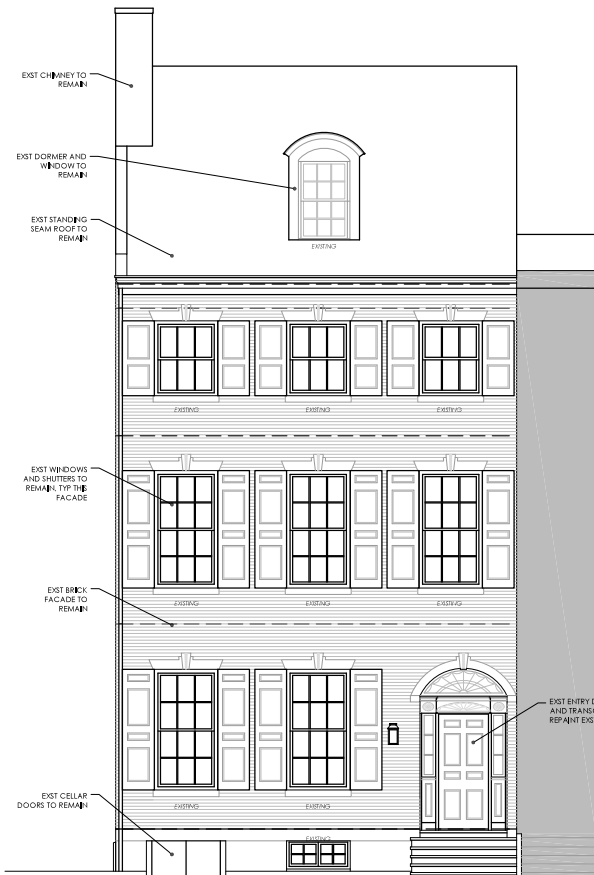 EXST CHIMNEY TO
REMAIN
EXST DORMER AND
WINDOW TO
REMAIN
EXST STANDING
SEAM ROOF TO
REMAIN
EXISTING
EXISTING
EXISTING
EXISTING
EXST WINDOWS
AND SHUTTERS TO
REMAIN, TYP THIS
FACADE
EXISTING
EXISTING
EXISTING
EXST BRICK
FACADE TO
REMAIN
EXST ENTRY D
AND TRANS
REPAINT EXS
EXST CELLAR
DOORS TO REMAIN
EXISTING
EXISTING
EXISTING